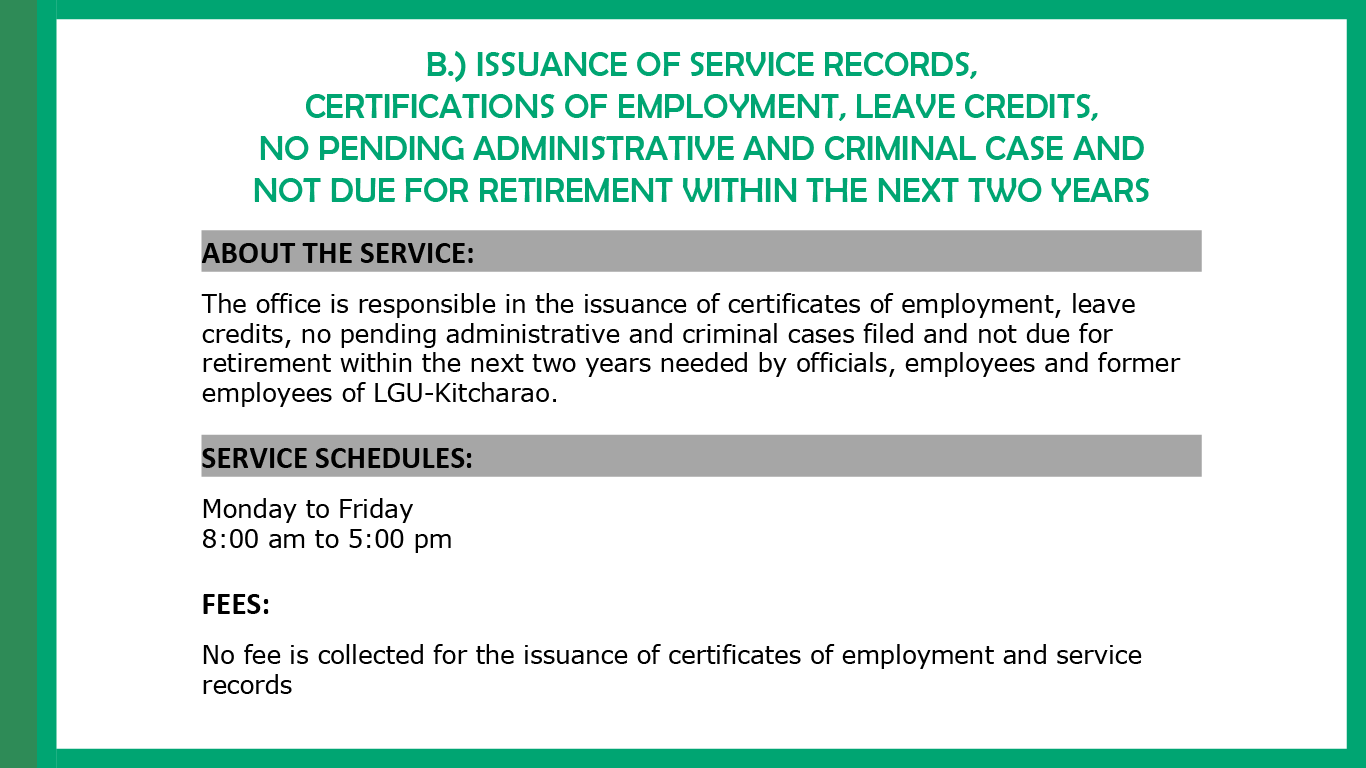 B.) ISSUANCE OF SERVICE RECORDS,
CERTIFICATIONS OF EMPLOYMENT, LEAVE CREDITS,
NO PENDING ADMINISTRATIVE AND CRIMINAL CASE AND
NOT DUE FOR RETIREMENT WITHIN THE NEXT TWO YEARS
ABOUT THE SERVICE:
The office is responsible in the issuance of certificates of employment, leave
credits, no pending administrative and criminal cases filed and not due for
retirement within the next two years needed by officials, employees and former
employees of LGU-Kitcharao.
SERVICE SCHEDULES:
Monday to Friday
8:00 am to 5:00 pm
FEES:
No fee is collected for the issuance of certificates of employment and service
records